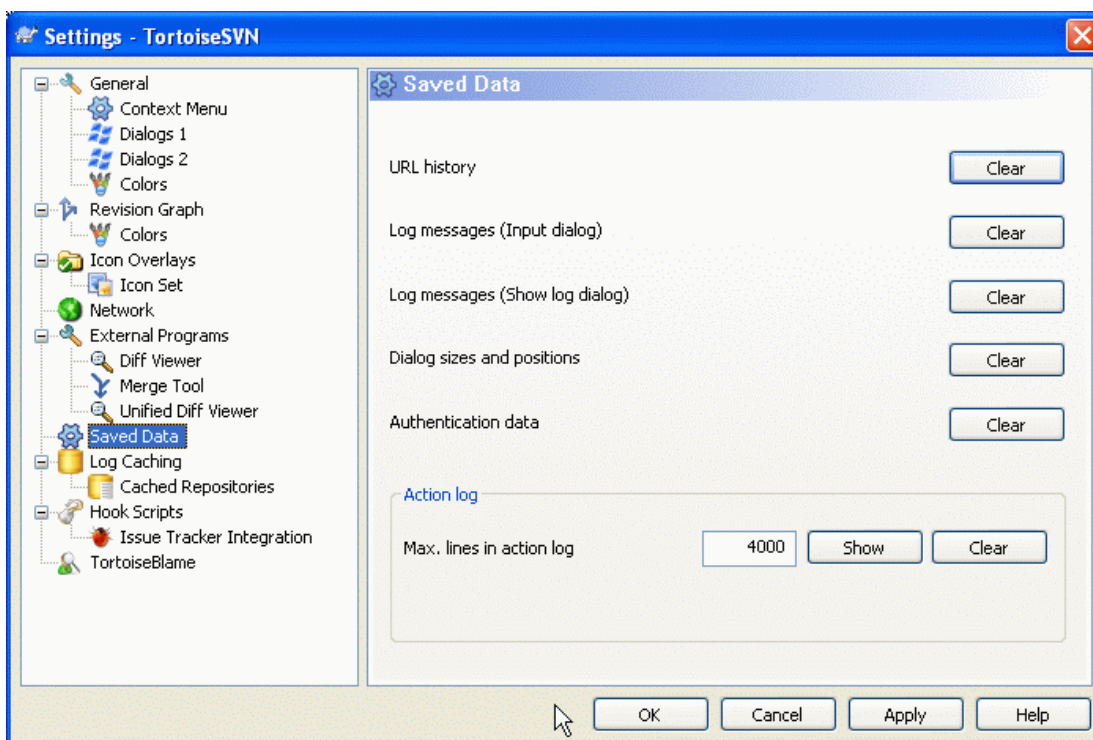 Settings - TortoiseSVN
General
Context Menu
Dialogs 1
Dialogs 2
Colors
Revision Graph
Colors
Icon Overlays
Icon Set
Network
External Programs
Diff Viewer
Merge Tool
Unified Diff Viewer
Saved Data
Log Caching
Cached Repositories
Hook Scripts
Issue Tracker Integration
TortoiseBlame
Saved Data
URL history Clear
Log messages (Input dialog) Clear
Log messages (Show log dialog) Clear
Dialog sizes and positions Clear
Authentication data Clear
Action log
Max. lines in action log 4000 Show Clear
OK Cancel Apply Help